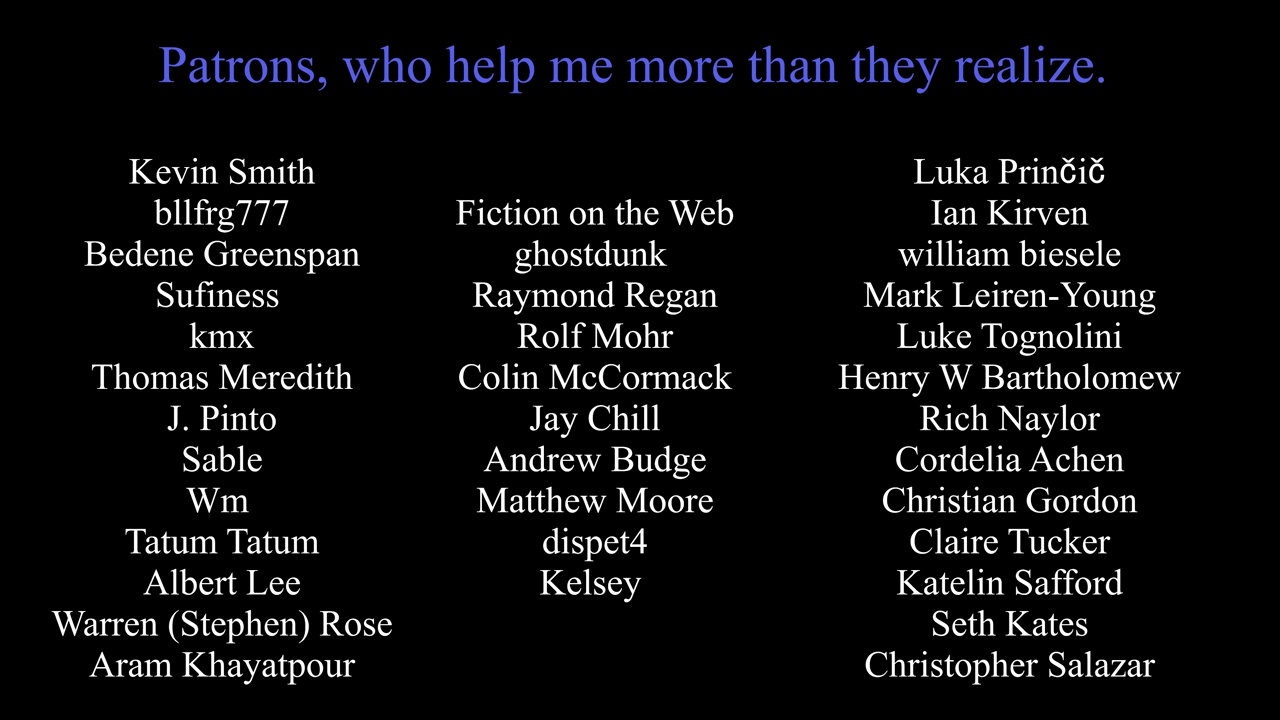 Patrons, who help me more than they realize.
Kevin Smith
bllfrg777
Bedene Greenspan
Sufiness
kmx
Thomas Meredith
J. Pinto
Sable
Wm
Tatum Tatum
Albert Lee
Warren (Stephen) Rose
Aram Khayatpour
Fiction on the Web
ghostdunk
Raymond Regan
Rolf Mohr
Colin McCormack
Jay Chill
Andrew Budge
Matthew Moore
dispet4
Kelsey
Luka Prinčič
Ian Kirven
william biesele
Mark Leiren-Young
Luke Tognolini
Henry W Bartholomew
Rich Naylor
Cordelia Achen
Christian Gordon
Claire Tucker
Katelin Safford
Seth Kates
Christopher Salazar